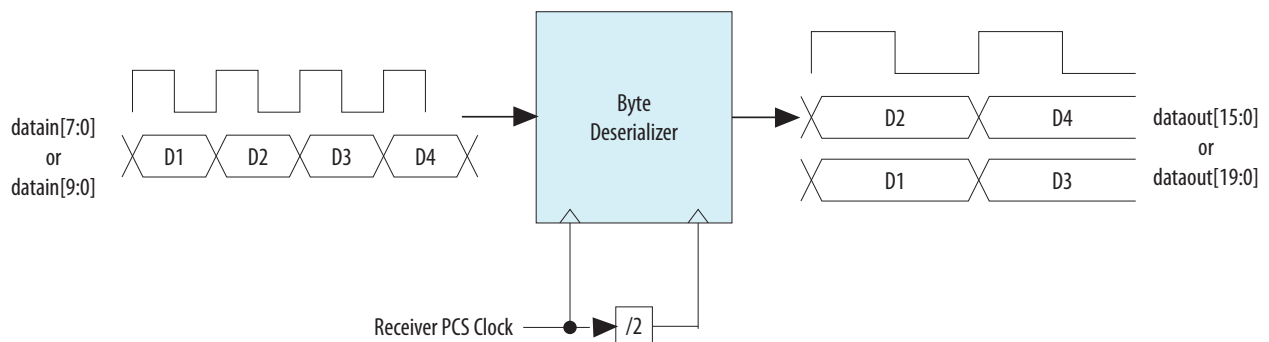 datain[7:0]
or
datain[9:0]
D1 D2 D3 D4
Byte
Deserializer
D2 D4
D1 D3
dataout[15:0]
or
dataout[19:0]
Receiver PCS Clock
/2